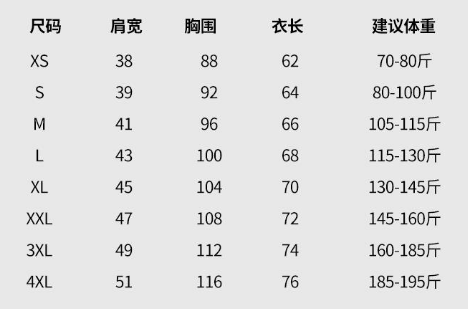 尺码 肩宽 胸围 衣长 建议体重
XS 38 88 62 70-80斤
S 39 92 64 80-100斤
M 41 96 66 105-115斤
L 43 100 68 115-130斤
XL 45 104 70 130-145斤
XXL 47 108 72 145-160斤
3XL 49 112 74 160-185斤
4XL 51 116 76 185-195斤